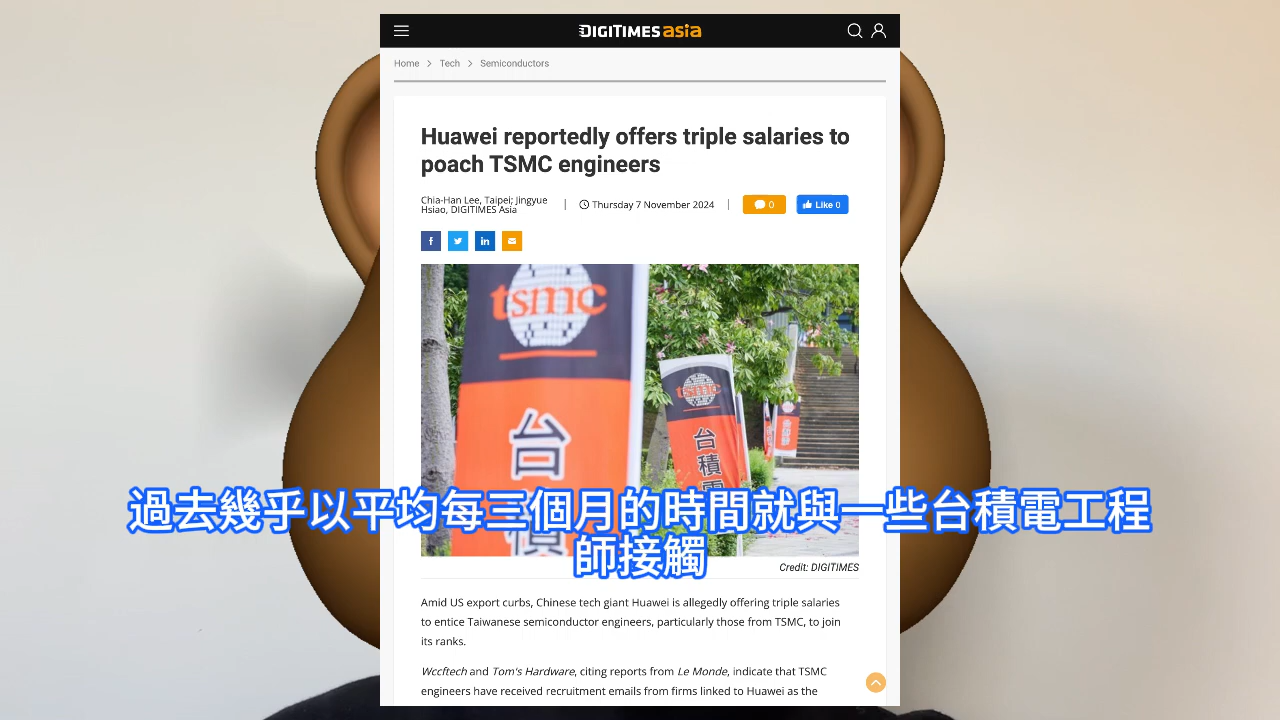 DIGITIMES asia
Home > Tech > Semiconductors
Huawei reportedly offers triple salaries to
poach TSMC engineers
Chia-Han Lee, Taipei; Jingyue
Hsiao, DIGITIMES Asia
Thursday 7 November 2024
0
Like 0
tsmc
台積
tsmc
台積電
過去幾乎以平均每三個月的時間就與一些台積電工程
師接觸
Credit: DIGITIMES
Amid US export curbs, Chinese tech giant Huawei is allegedly offering triple salaries
to entice Taiwanese semiconductor engineers, particularly those from TSMC, to join
its ranks.
Wccftech and Tom's Hardware, citing reports from Le Monde, indicate that TSMC
engineers have received recruitment emails from firms linked to Huawei as the